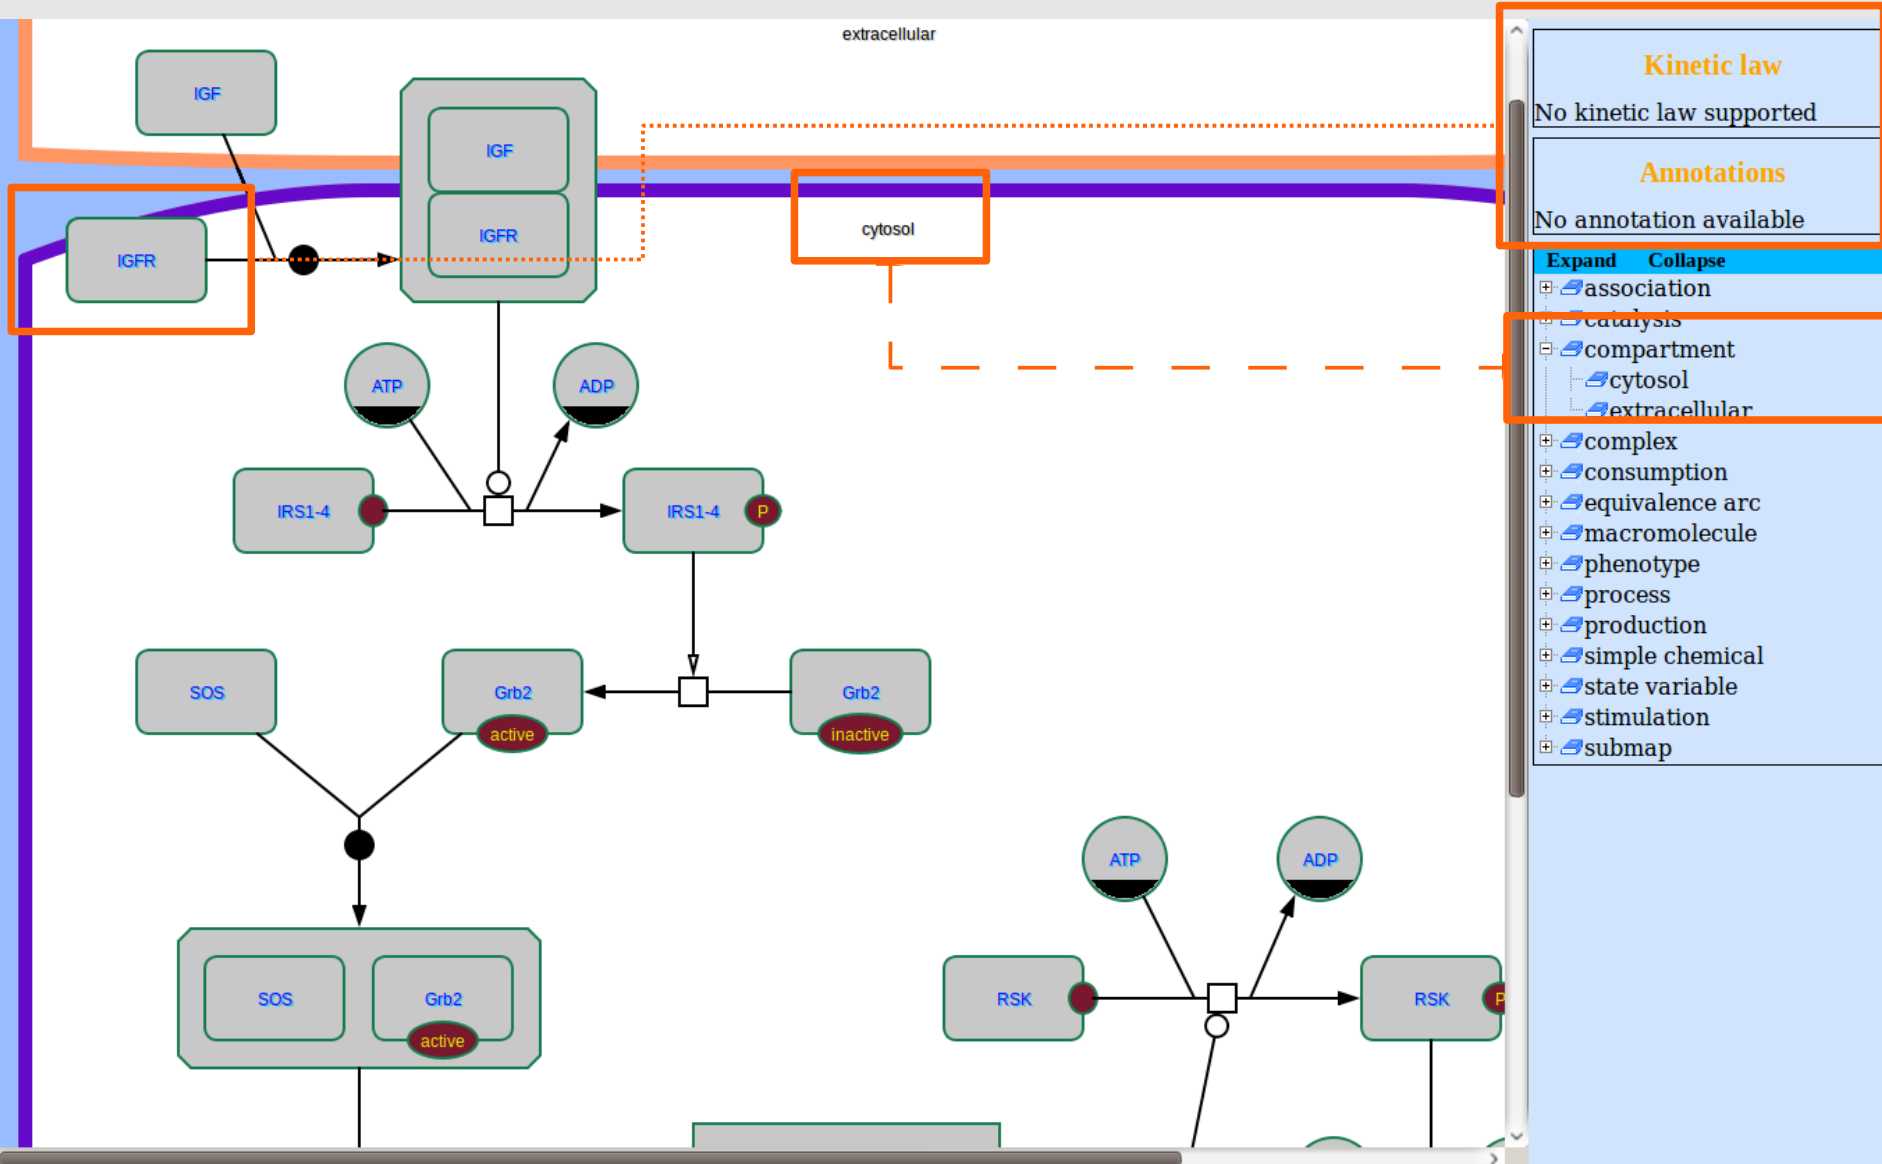 extracellular
IGF
IGF
IGFR
IGFR
cytosol
ATP
ADP
IRS1-4
IRS1-4
P
SOS
Grb2
active
Grb2
inactive
SOS
Grb2
active
ATP
ADP
RSK
RSK
P
Kinetic law
No kinetic law supported
Annotations
No annotation available
Expand Collapse
association
catalysis
compartment
cytosol
extracellular
complex
consumption
equivalence arc
macromolecule
phenotype
process
production
simple chemical
state variable
stimulation
submap